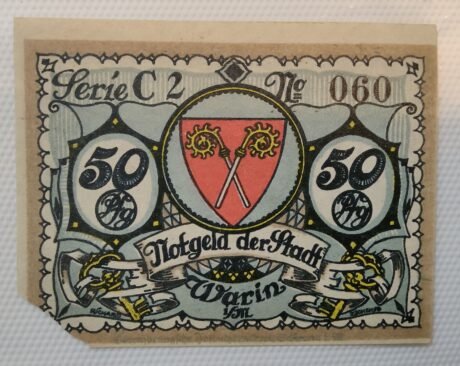 Serie C 2 No 060
50 Pfg 50 Pfg
Notgeld der Stadt
Warin
i/M